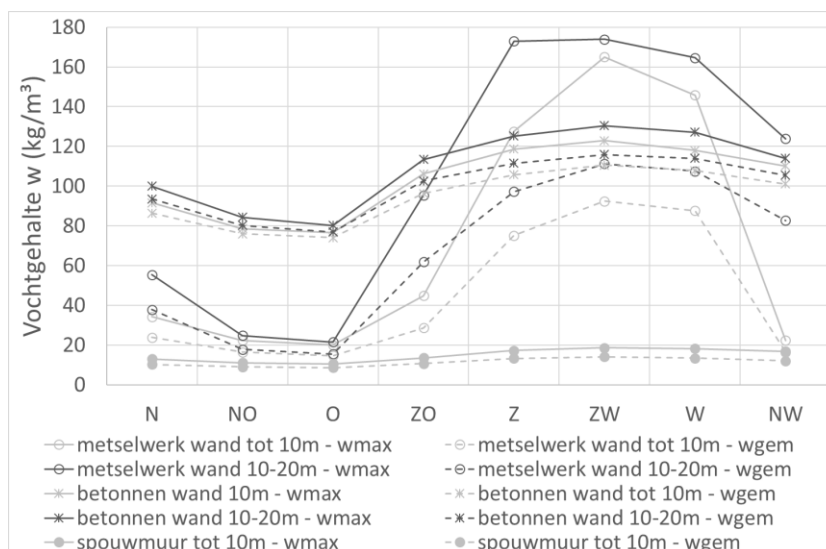 Vochtgehalte w (kg/m³)
180
160
140
120
100
80
60
40
20
0
N NO O ZO Z ZW W NW
metselwerk wand tot 10m - wmax metselwerk wand tot 10m - wgem
metselwerk wand 10-20m - wmax metselwerk wand 10-20m - wgem
betonnen wand 10m - wmax betonnen wand tot 10m - wgem
betonnen wand 10-20m - wmax betonnen wand 10-20m - wgem
spouwmuur tot 10m - wmax spouwmuur tot 10m - wgem